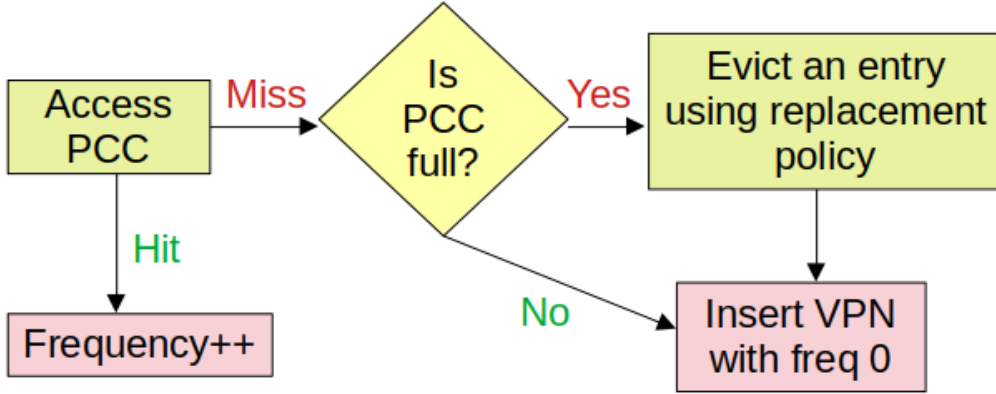 Access
PCC
Miss
Is
PCC
full?
Yes
Evict an entry
using replacement
policy
Hit
No
Frequency++
Insert VPN
with freq 0